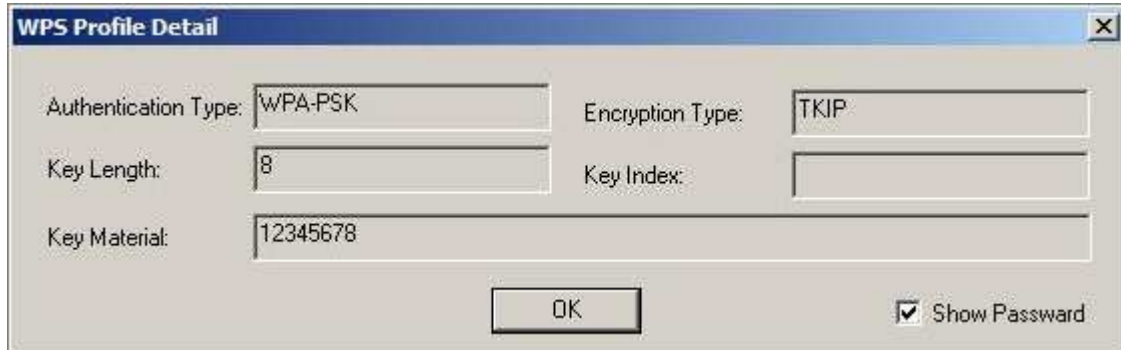 WPS Profile Detail
Authentication Type: WPA-PSK Encryption Type: TKIP
Key Length: 8 Key Index:
Key Material: 12345678
OK Show Passward